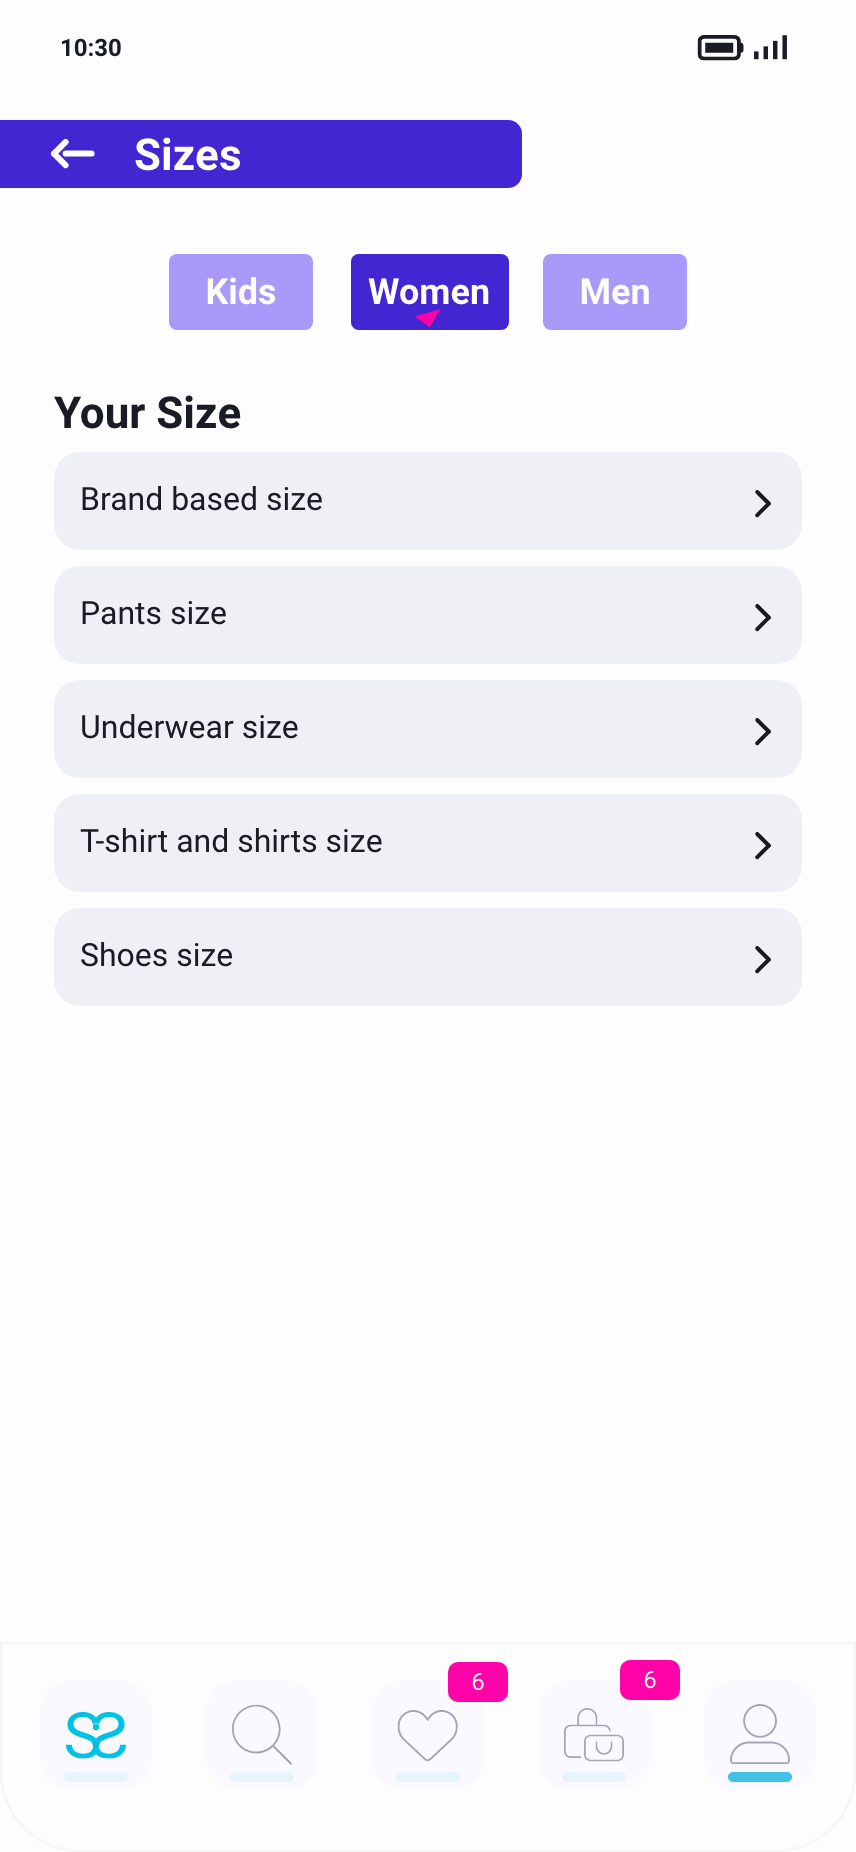 10:30
Sizes
Kids
Women
Men
Your Size
Brand based size
Pants size
Underwear size
T-shirt and shirts size
Shoes size
6
6